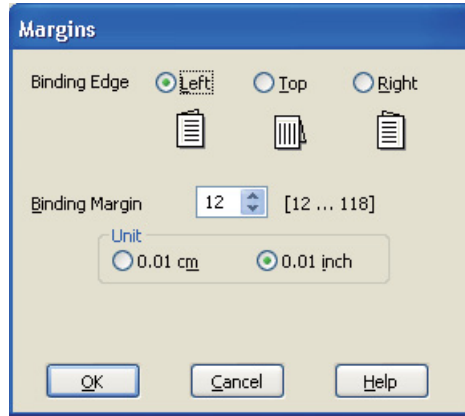 Margins
Binding Edge Left Top Right
Binding Margin 12 [12 ... 118]
Unit
0.01 cm 0.01 inch
OK Cancel Help